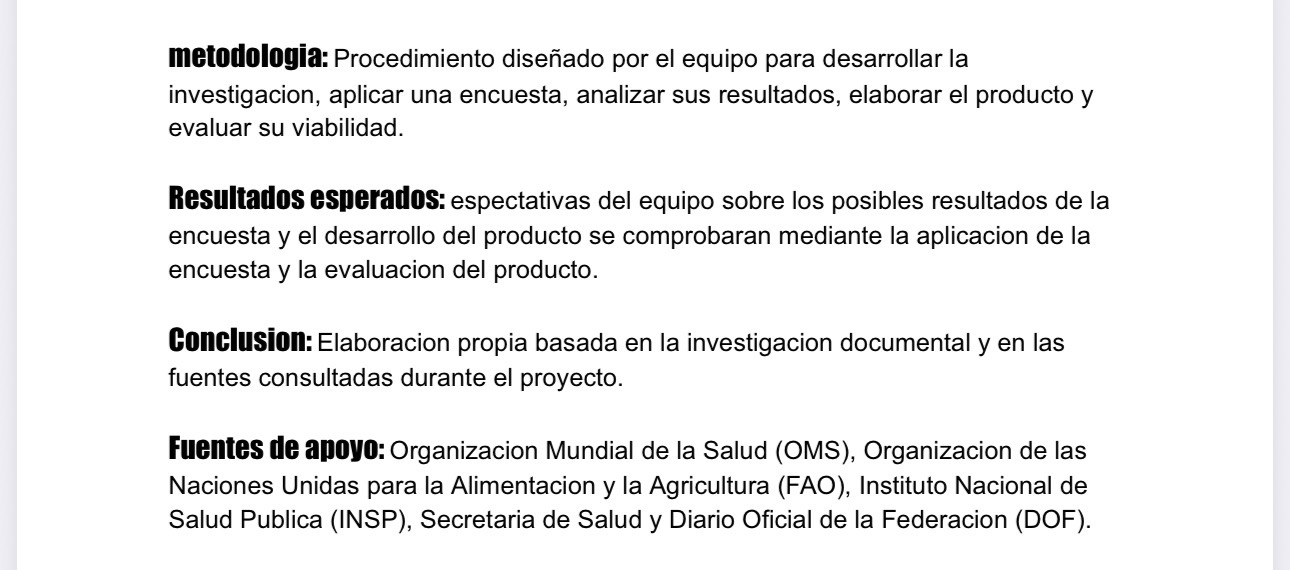 metodologia: Procedimiento diseñado por el equipo para desarrollar la
investigacion, aplicar una encuesta, analizar sus resultados, elaborar el producto y
evaluar su viabilidad.
Resultados esperados: espectativas del equipo sobre los posibles resultados de la
encuesta y el desarrollo del producto se comprobaran mediante la aplicacion de la
encuesta y la evaluacion del producto.
Conclusion: Elaboracion propia basada en la investigacion documental y en las
fuentes consultadas durante el proyecto.
Fuentes de apoyo: Organizacion Mundial de la Salud (OMS), Organizacion de las
Naciones Unidas para la Alimentacion y la Agricultura (FAO), Instituto Nacional de
Salud Publica (INSP), Secretaria de Salud y Diario Oficial de la Federacion (DOF).